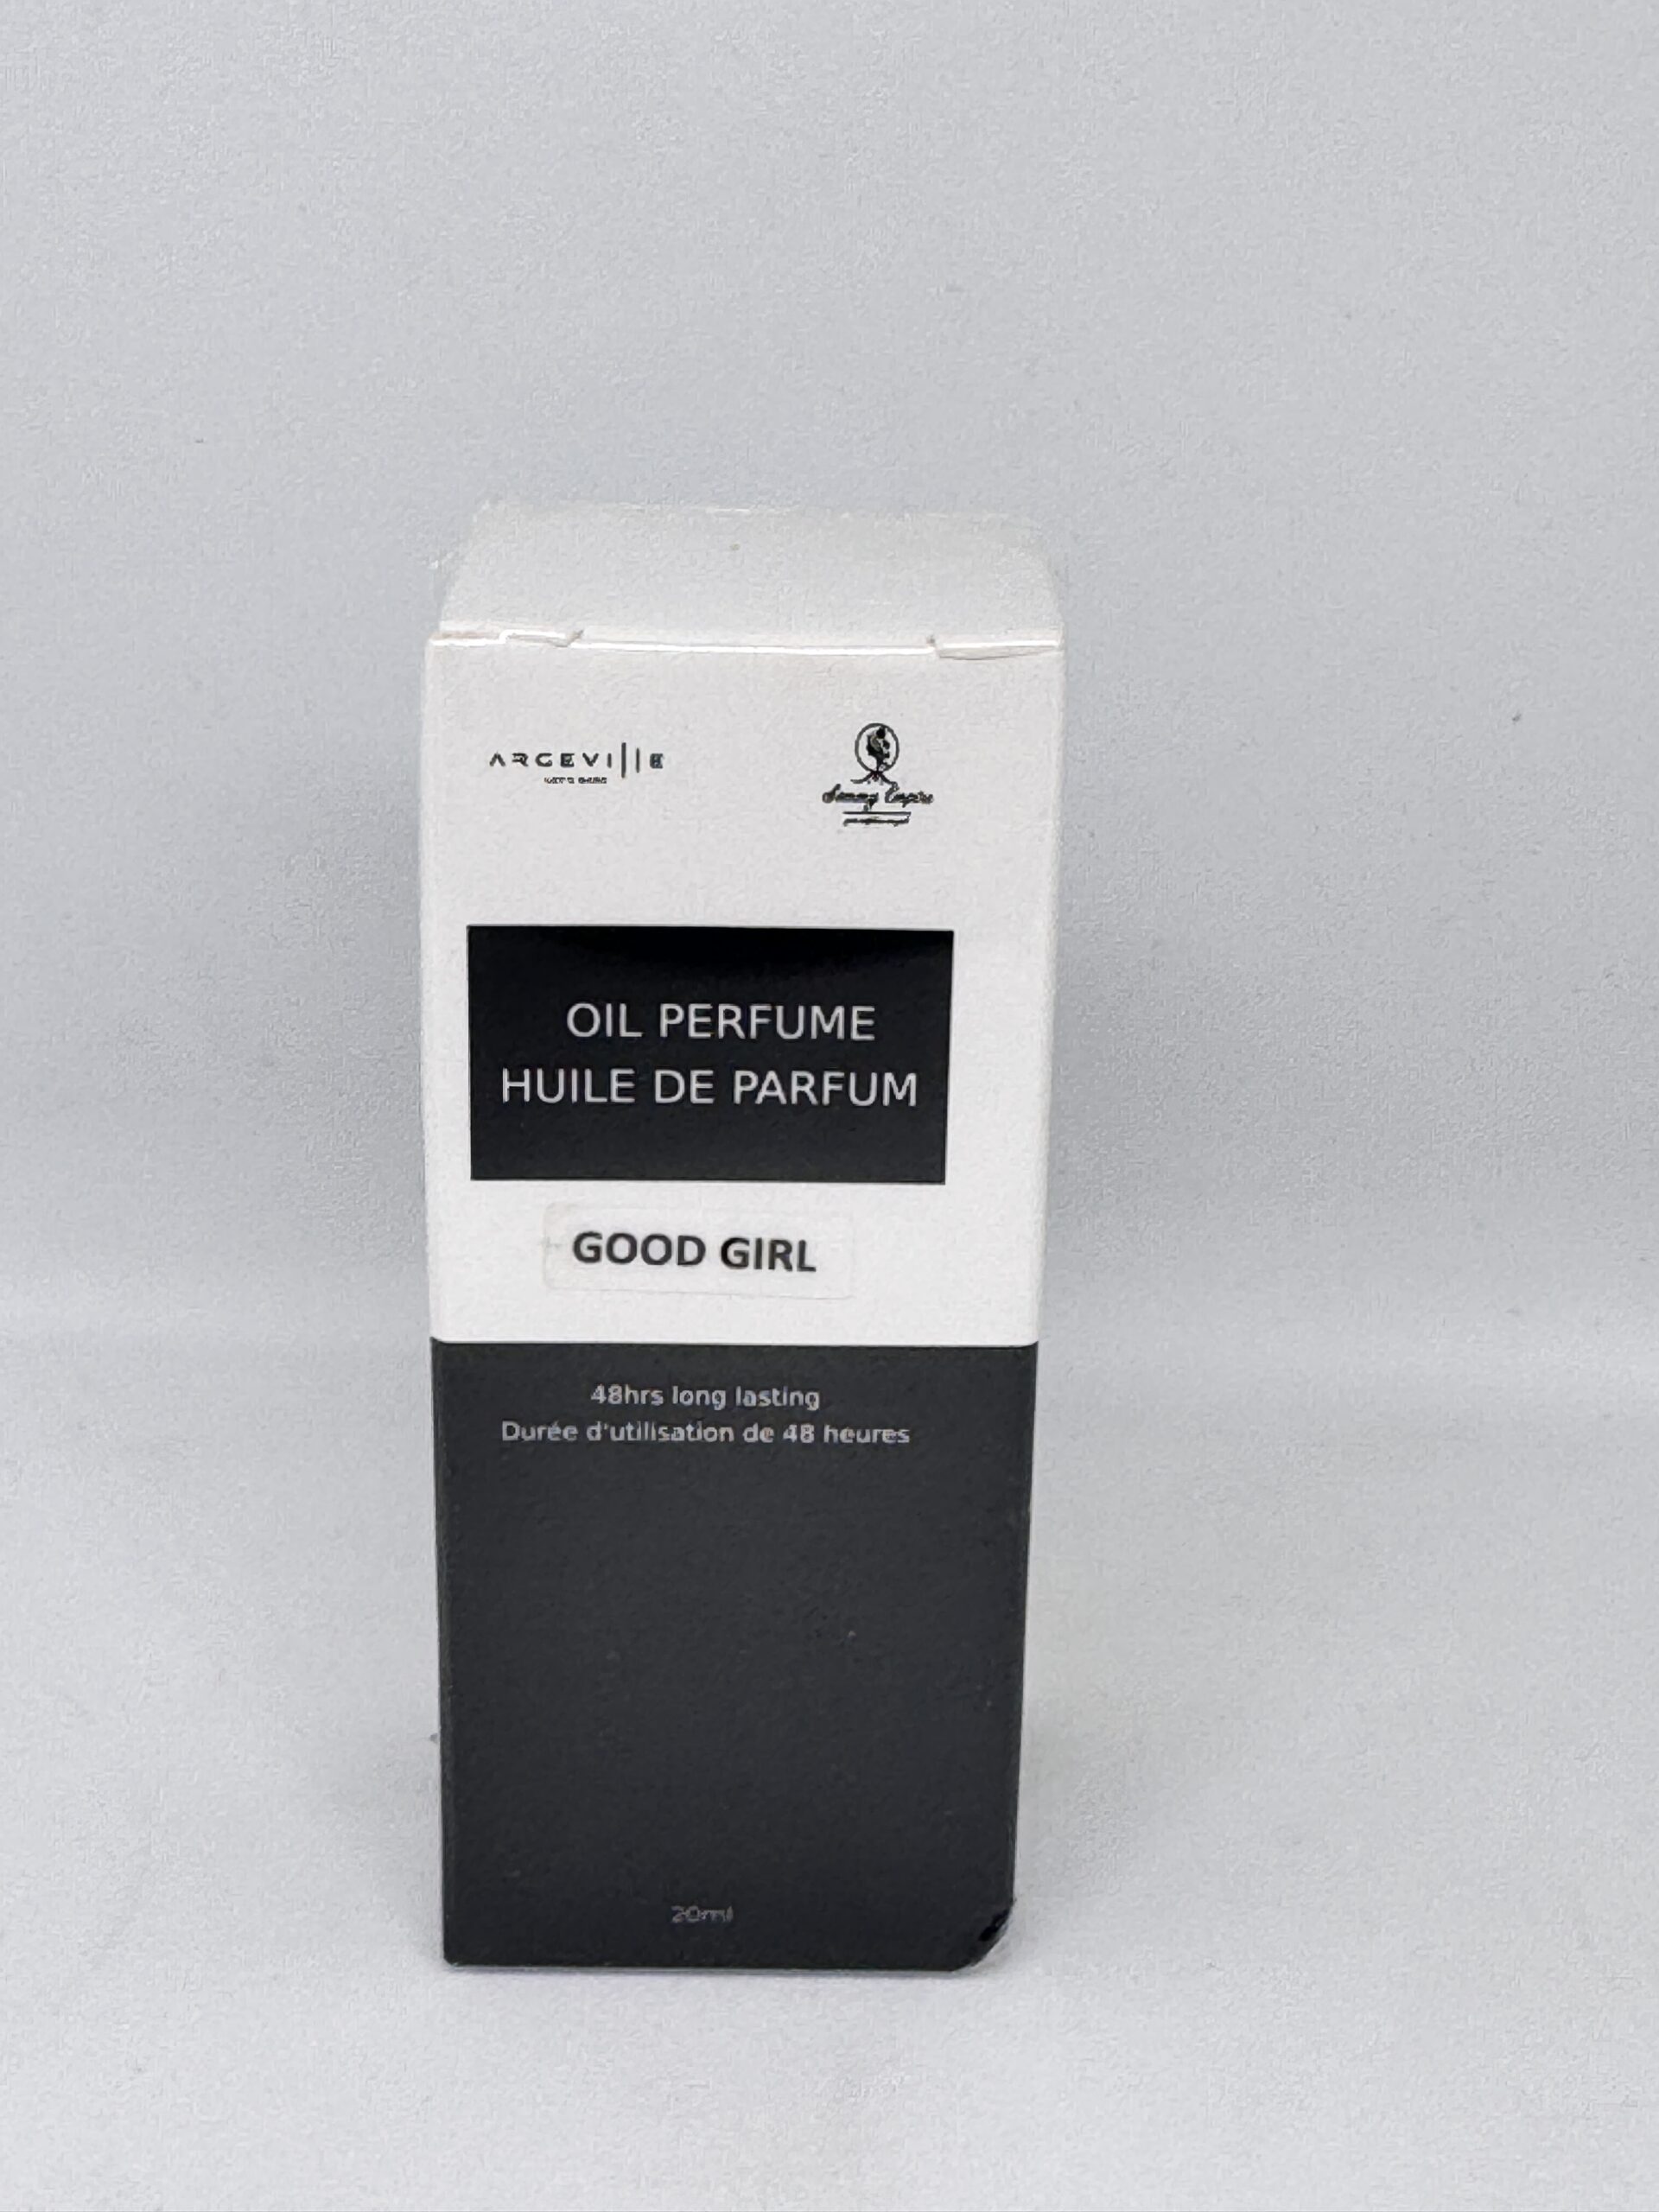 ARGEVILLE
OIL PERFUME
HUILE DE PARFUM
GOOD GIRL
48hrs long lasting
Durée d'utilisation de 48 heures
20ml